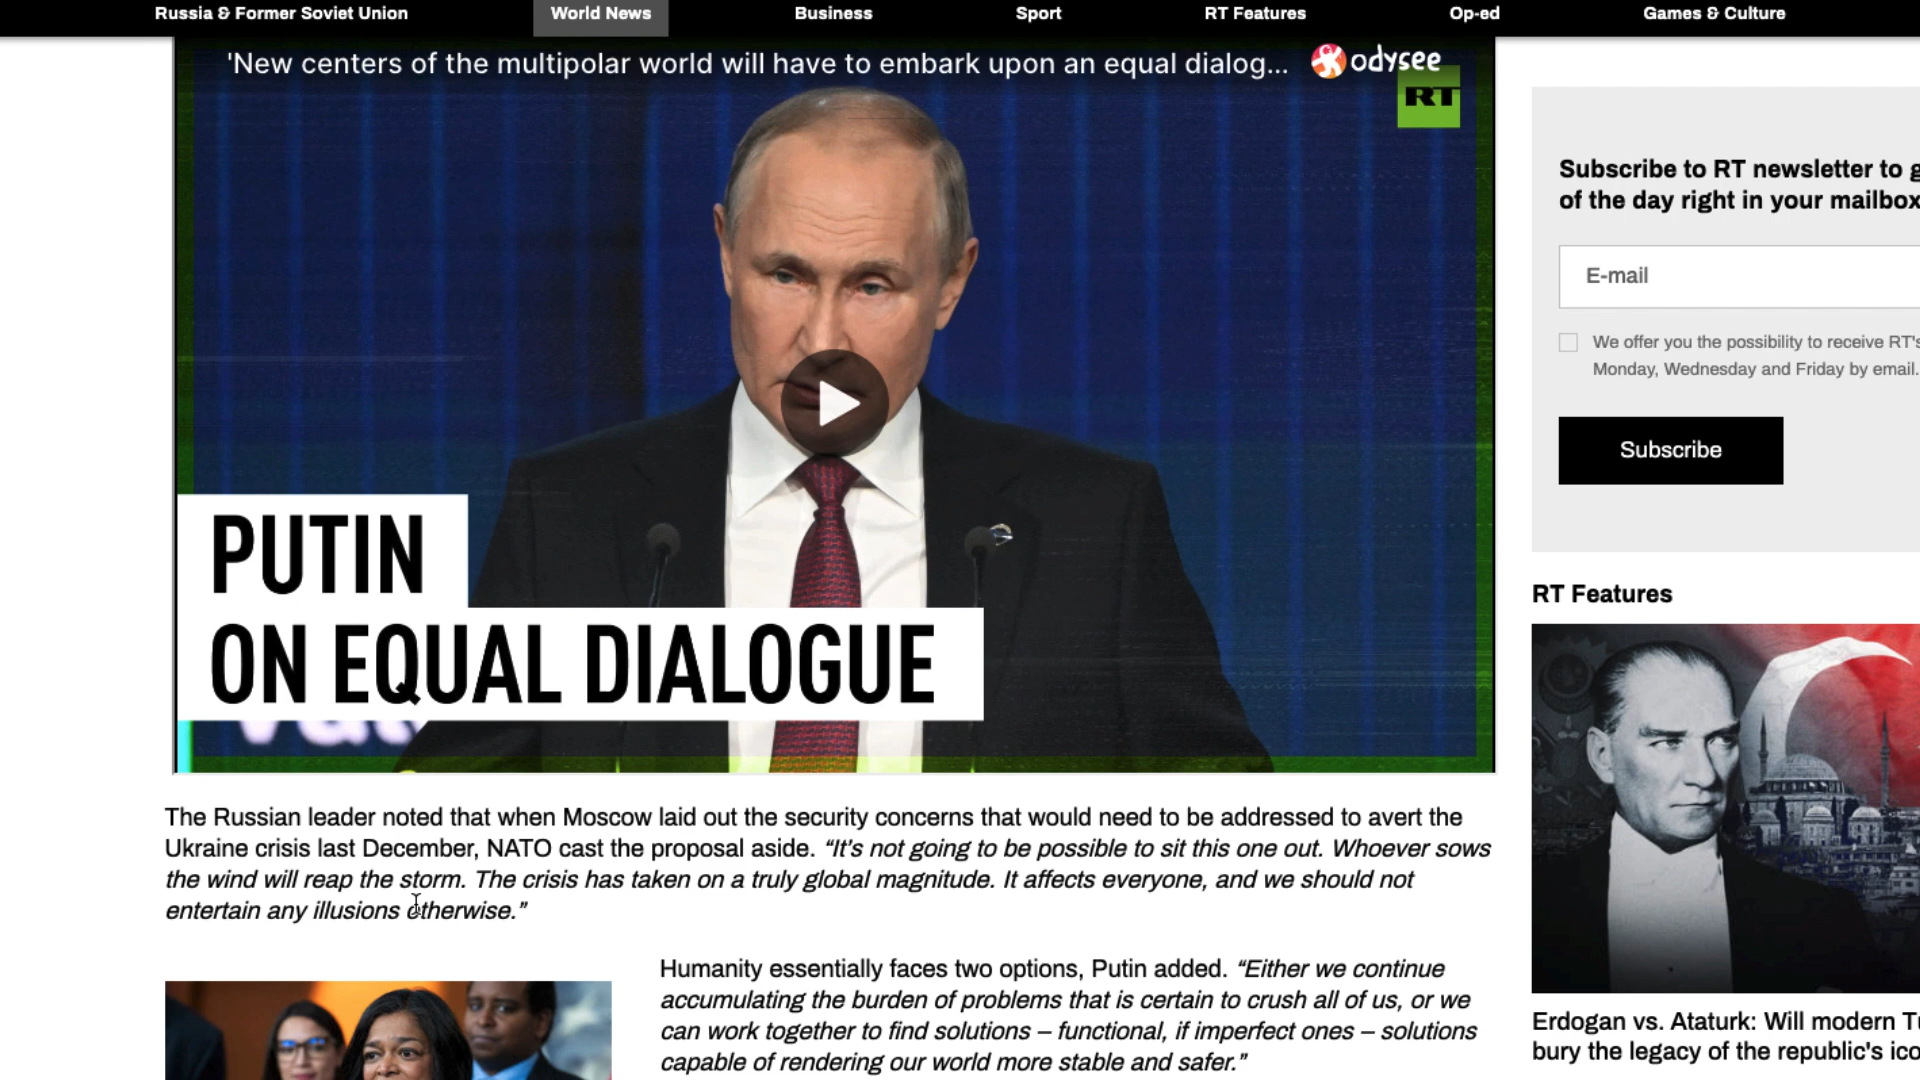 Russia & Former Soviet Union
World News
Business
Sport
RT Features
Op-ed
Games & Culture
'New centers of the multipolar world will have to embark upon an equal dialog...
odysee
RT
PUTIN
ON EQUAL DIALOGUE
The Russian leader noted that when Moscow laid out the security concerns that would need to be addressed to avert the
Ukraine crisis last December, NATO cast the proposal aside. “It's not going to be possible to sit this one out. Whoever sows
the wind will reap the storm. The crisis has taken on a truly global magnitude. It affects everyone, and we should not
entertain any illusions otherwise.”
Humanity essentially faces two options, Putin added. “Either we continue
accumulating the burden of problems that is certain to crush all of us, or we
can work together to find solutions – functional, if imperfect ones – solutions
capable of rendering our world more stable and safer.”
Subscribe to RT newsletter to
of the day right in your mailbox
E-mail
We offer you the possibility to receive RT's
Monday, Wednesday and Friday by email.
Subscribe
RT Features
Erdogan vs. Ataturk: Will modern
bury the legacy of the republic's